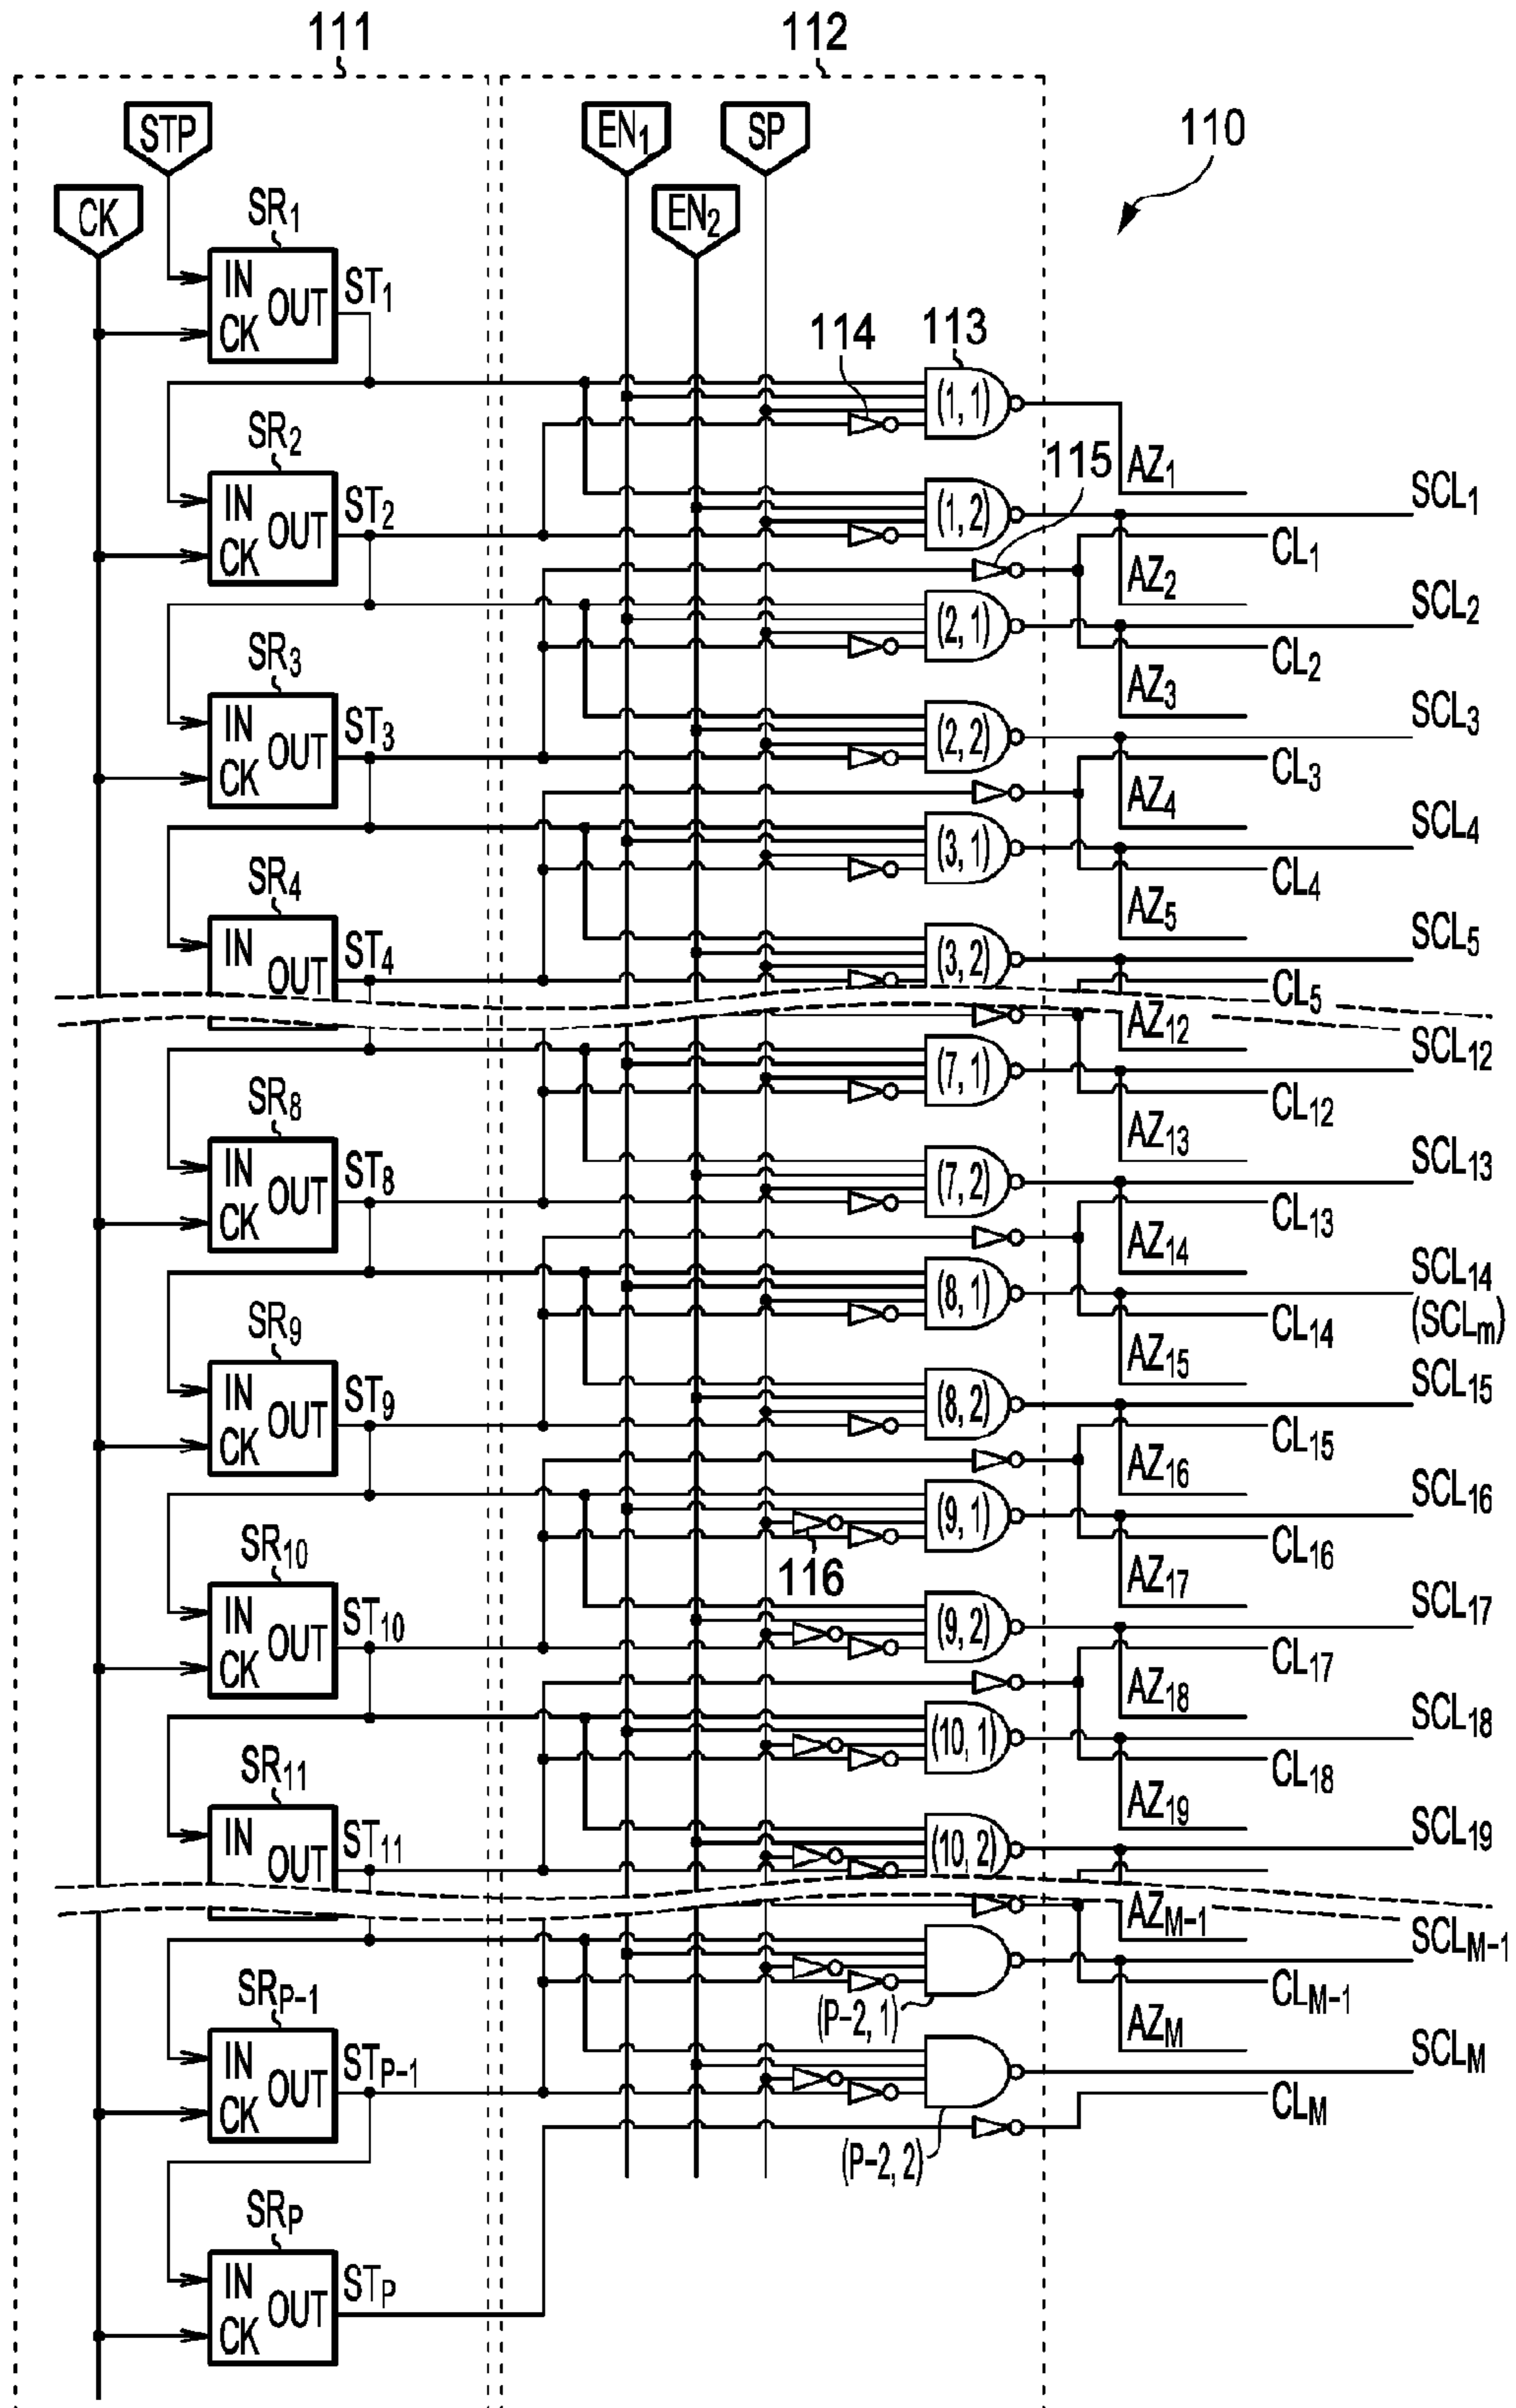 111
112
STP
EN1
SP
110
CK
EN2
SR1
IN
OUT
CK
ST1
114
113
(1, 1)
SR2
115
AZ1
IN
OUT
CK
ST2
(1, 2)
SCL1
CL1
AZ2
SR3
(2, 1)
SCL2
CL2
AZ3
IN
OUT
CK
ST3
(2, 2)
SCL3
CL3
AZ4
SR4
(3, 1)
SCL4
CL4
AZ5
IN
OUT
ST4
(3, 2)
SCL5
CL5
AZ12
SR8
(7, 1)
SCL12
CL12
AZ13
IN
OUT
CK
ST8
(7, 2)
SCL13
CL13
AZ14
SR9
(8, 1)
SCL14
(SCLm)
CL14
AZ15
IN
OUT
CK
ST9
(8, 2)
SCL15
CL15
AZ16
SR10
(9, 1)
116
SCL16
CL16
AZ17
IN
OUT
CK
ST10
(9, 2)
SCL17
CL17
AZ18
SR11
(10, 1)
SCL18
CL18
AZ19
IN
OUT
ST11
(10, 2)
SCL19
AZM-1
SCLM-1
SRP-1
(P-2, 1)
CLM-1
AZM
IN
OUT
CK
STP-1
SCLM
CLM
(P-2, 2)
SRP
IN
OUT
CK
STP